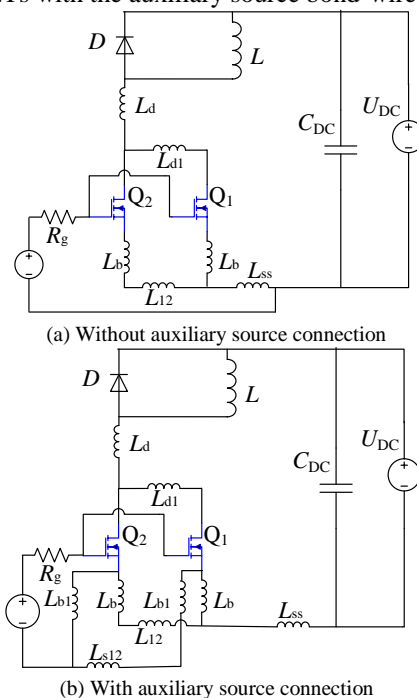 Ts with the auxiliary source bond-wire
D
L
Ld
CDC
UDC
Ld1
Q2
Q1
Rg
Lb
Lb
Lss
L12
(a) Without auxiliary source connection
D
L
Ld
UDC
CDC
Ld1
Q2
Q1
Rg
Lb1
Lb
Lb1
Lb
Lss
L12
Ls12
(b) With auxiliary source connection